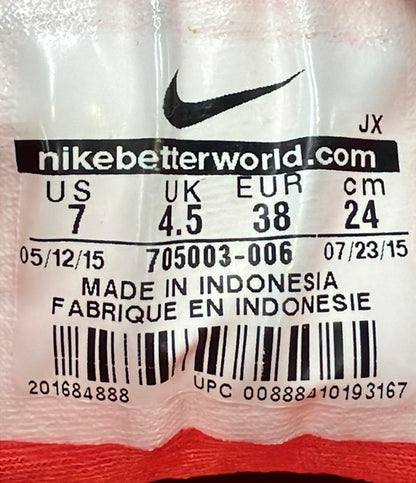 JX
nikebetterworld.com
US UK EUR cm
7 4.5 38 24
05/12/15 705003-006 07/23/15
MADE IN INDONESIA
FABRIQUE EN INDONESIE
201684888 UPC 00888410193167